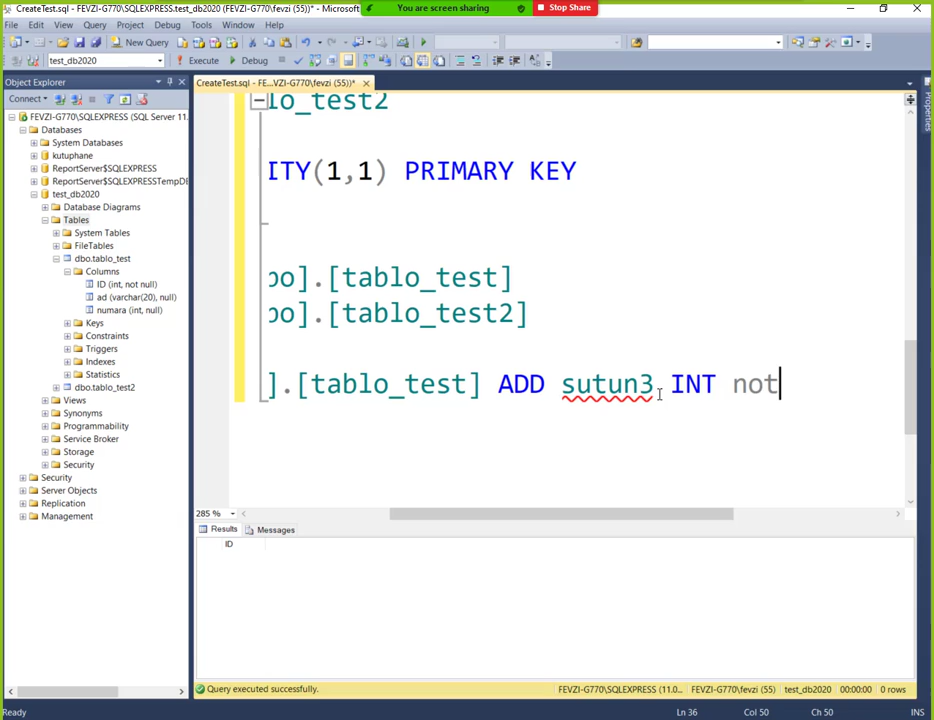 CreateTest.sql - FEVZI-G770\SQLEXPRESS.test_db2020 (FEVZI-G770\fevzi (55))* - Microsoft...
You are screen sharing
Stop Share
File Edit View Query Project Debug Tools Window Help
New Query
test_db2020
Execute
Debug
Object Explorer
CreateTest.sql - FE...VZI-G770\fevzi (55))*
Properties
Connect
FEVZI-G770\SQLEXPRESS (SQL Server 11.
Databases
System Databases
kutuphane
ReportServer$SQLEXPRESS
ReportServer$SQLEXPRESSTempDB
test_db2020
Database Diagrams
Tables
System Tables
FileTables
dbo.tablo_test
Columns
ID (int, not null)
ad (varchar(20), null)
numara (int, null)
Keys
Constraints
Triggers
Indexes
Statistics
dbo.tablo_test2
Views
Synonyms
Programmability
Service Broker
Storage
Security
Security
Server Objects
Replication
Management
lo_test2
ITY(1,1) PRIMARY KEY
bo].[tablo_test]
bo].[tablo_test2]
].[tablo_test] ADD sutun3 INT not
285 %
Results
Messages
ID
Query executed successfully.
FEVZI-G770\SQLEXPRESS (11.0...
FEVZI-G770\fevzi (55)
test_db2020
00:00:00
0 rows
Ready
Ln 36
Col 50
Ch 50
INS